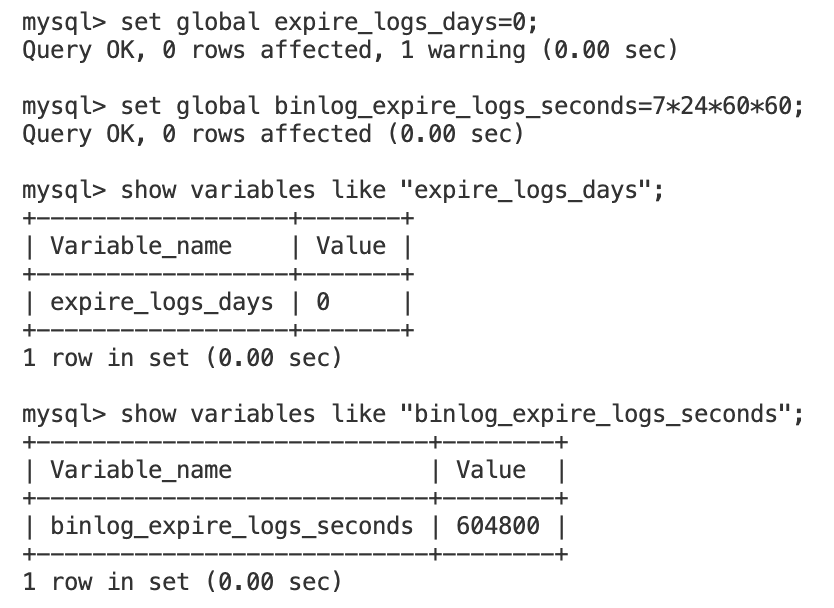 mysql> set global expire_logs_days=0;
Query OK, 0 rows affected, 1 warning (0.00 sec)

mysql> set global binlog_expire_logs_seconds=7*24*60*60;
Query OK, 0 rows affected (0.00 sec)

mysql> show variables like "expire_logs_days";
+------------------+-------+
| Variable_name    | Value |
+------------------+-------+
| expire_logs_days | 0     |
+------------------+-------+
1 row in set (0.00 sec)

mysql> show variables like "binlog_expire_logs_seconds";
+----------------------------+--------+
| Variable_name              | Value  |
+----------------------------+--------+
| binlog_expire_logs_seconds | 604800 |
+----------------------------+--------+
1 row in set (0.00 sec)